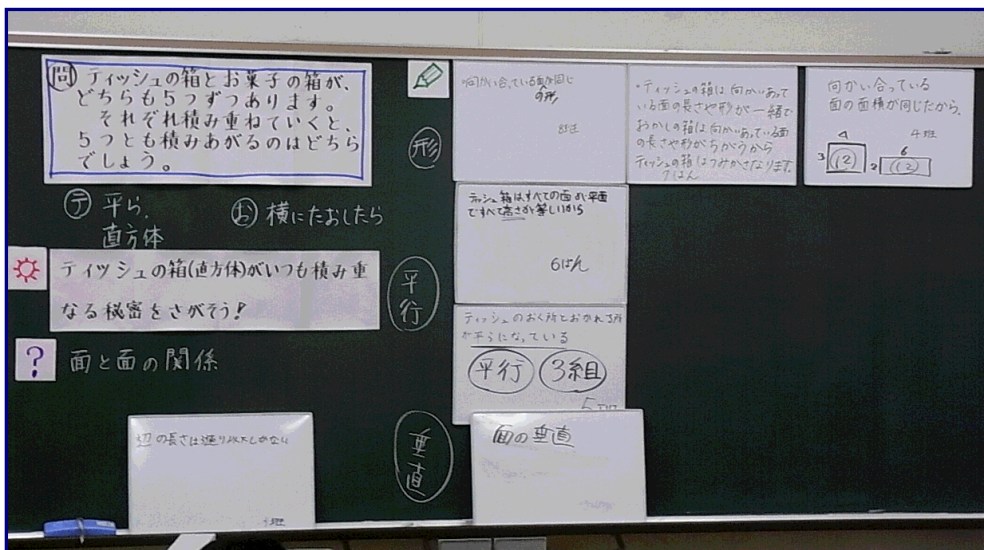 問 ティッシュの箱とお菓子の箱が、
どちらも5つずつあります。
それぞれ積み重ねていくと、
5つとも積みあがるのはどちら
でしょう。
テ 平ら、
直方体
お 横にたおしたら
ティッシュの箱(直方体)がいつも積み重
なる秘密をさがそう!
? 面と面の関係
辺の長さは
形
向かい合っている面が同じ
の形
8班
・ティッシュの箱は向かいあって
いる面の長さや形が一緒で
おかしの箱は向かいあっている面
の長さや形がちがうから
ティッシュの箱はつみかさなります。
向かい合っている
面の面積が同じだから。
4班
3 12
6
2 12
平行
ティッシュ箱はすべての面が平面
ですべて高さが等しいから
6ぱん
ティッシュのおく所とおかれる所
が平らになっている
平行 3組
垂直
面の垂直